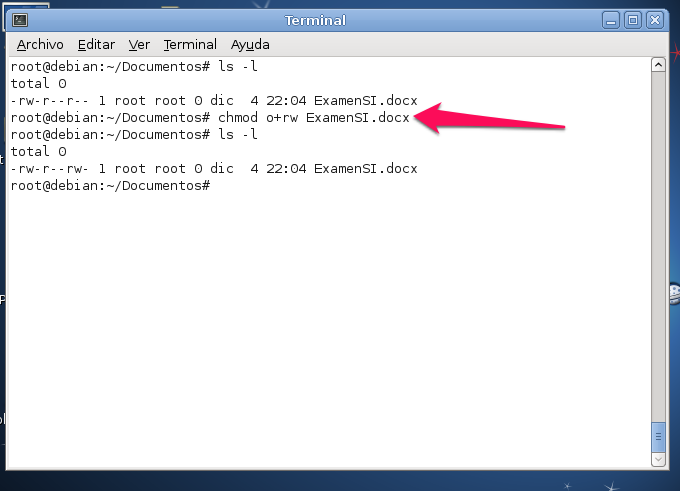 Terminal
Archivo Editar Ver Terminal Ayuda
root@debian:~/Documentos# ls -l
total 0
-rw-r--r-- 1 root root 0 dic  4 22:04 ExamenSI.docx
root@debian:~/Documentos# chmod o+rw ExamenSI.docx
root@debian:~/Documentos# ls -l
total 0
-rw-r--rw- 1 root root 0 dic  4 22:04 ExamenSI.docx
root@debian:~/Documentos#